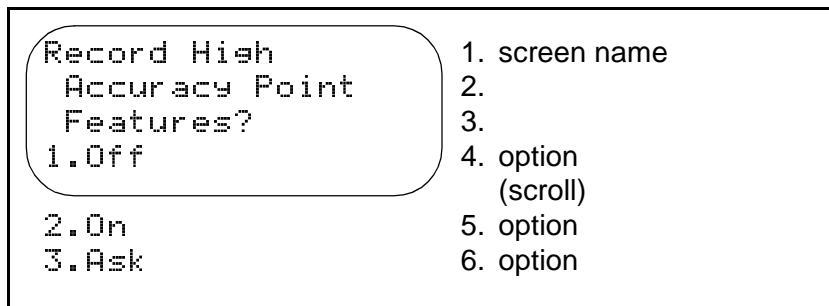 Record High
Accuracy Point
Features?
1.Off
2.On
3.Ask
1. screen name
2.
3.
4. option
(scroll)
5. option
6. option